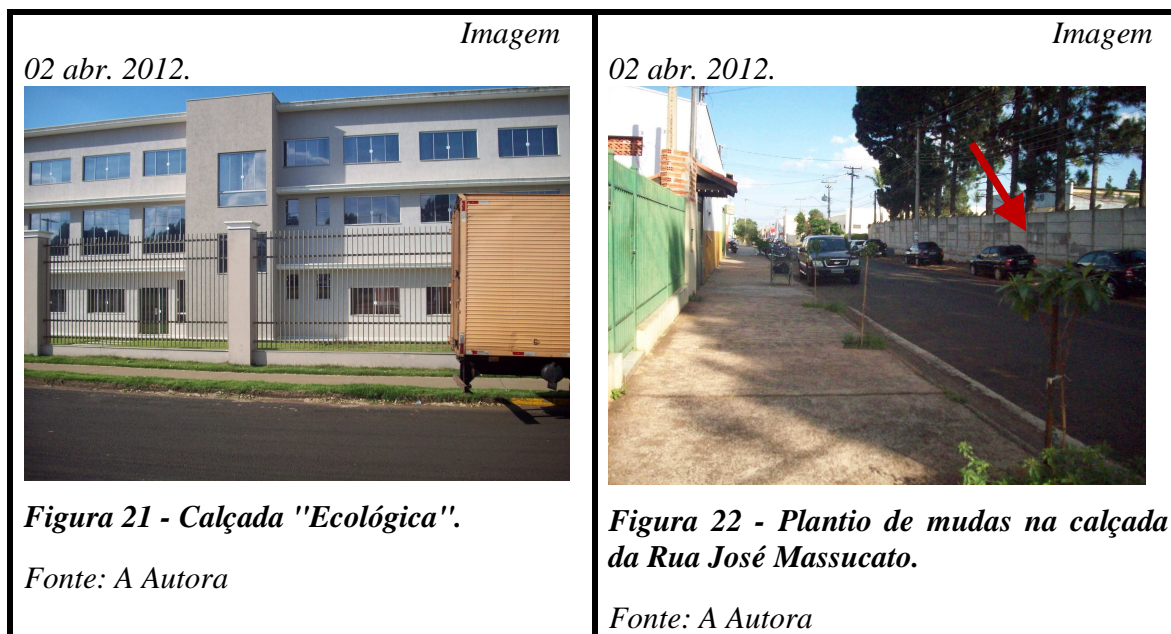 Imagem
02 abr. 2012.
Figura 21 - Calçada "Ecológica".
Fonte: A Autora
Imagem
02 abr. 2012.
Figura 22 - Plantio de mudas na calçada
da Rua José Massucato.
Fonte: A Autora